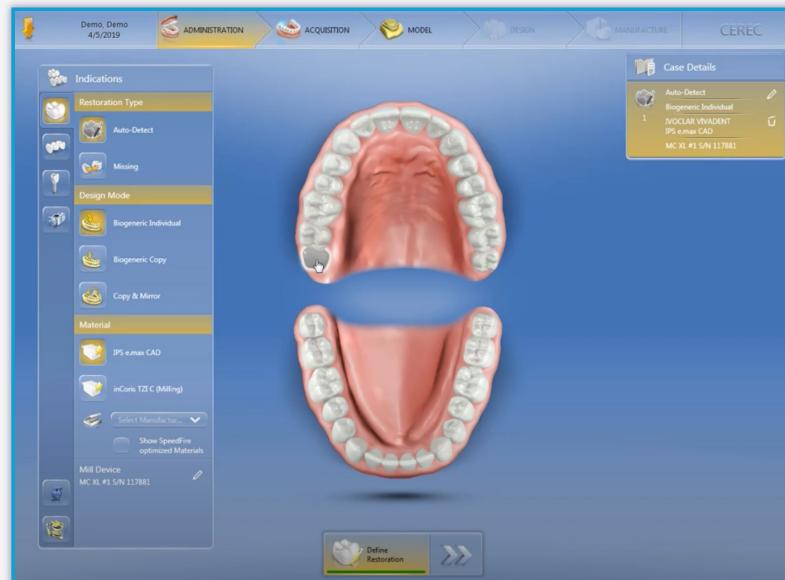 Demo, Demo
4/5/2019
ADMINISTRATION
ACQUISITION
MODEL
DESIGN
MANUFACTURE
CEREC
Indications
Restoration Type
Auto-Detect
Missing
Design Mode
Biogeneric Individual
Biogeneric Copy
Copy & Mirror
Material
IPS e.max CAD
inCoris TZI C (Milling)
Select Manufactur...
Show SpeedFire
optimized Materials
Mill Device
MC XL #1 S/N 117881
Case Details
1
Auto-Detect
Biogeneric Individual
IVOCLAR VIVADENT
IPS e.max CAD
MC XL #1 S/N 117881
Define
Restoration